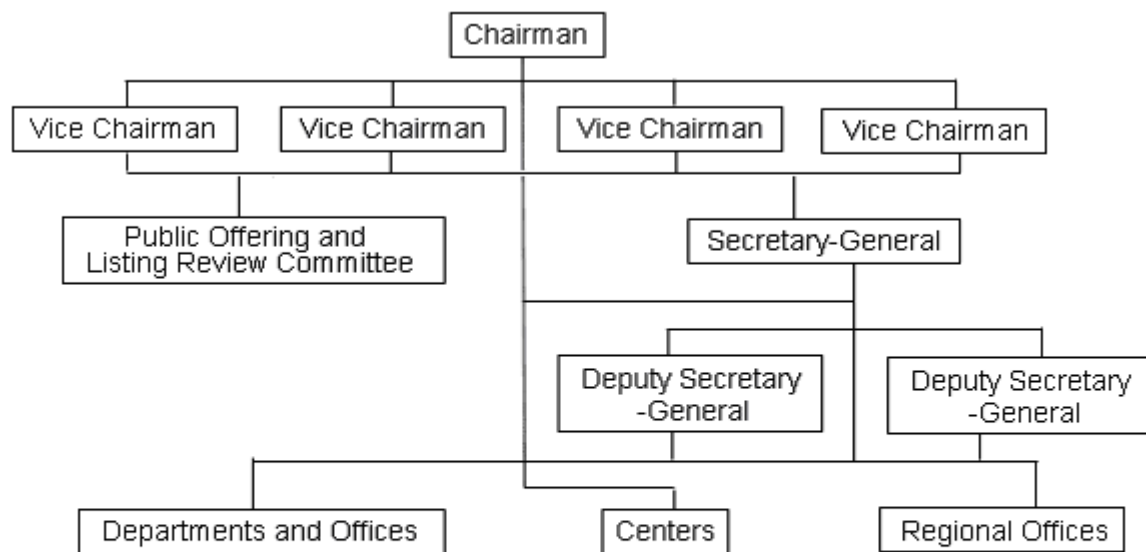 Chairman
Vice Chairman
Vice Chairman
Vice Chairman
Vice Chairman
Public Offering and
Listing Review Committee
Secretary-General
Deputy Secretary
-General
Deputy Secretary
-General
Departments and Offices
Centers
Regional Offices